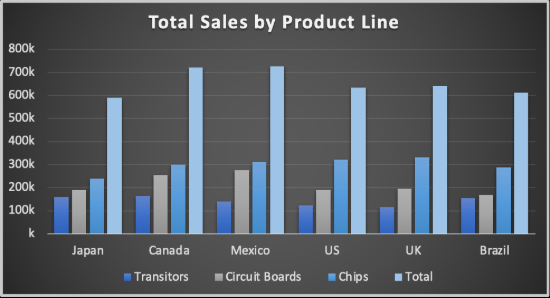 Total Sales by Product Line
800k
700k
600k
500k
400k
300k
200k
100k
k
Japan Canada Mexico US UK Brazil
Transitors Circuit Boards Chips Total